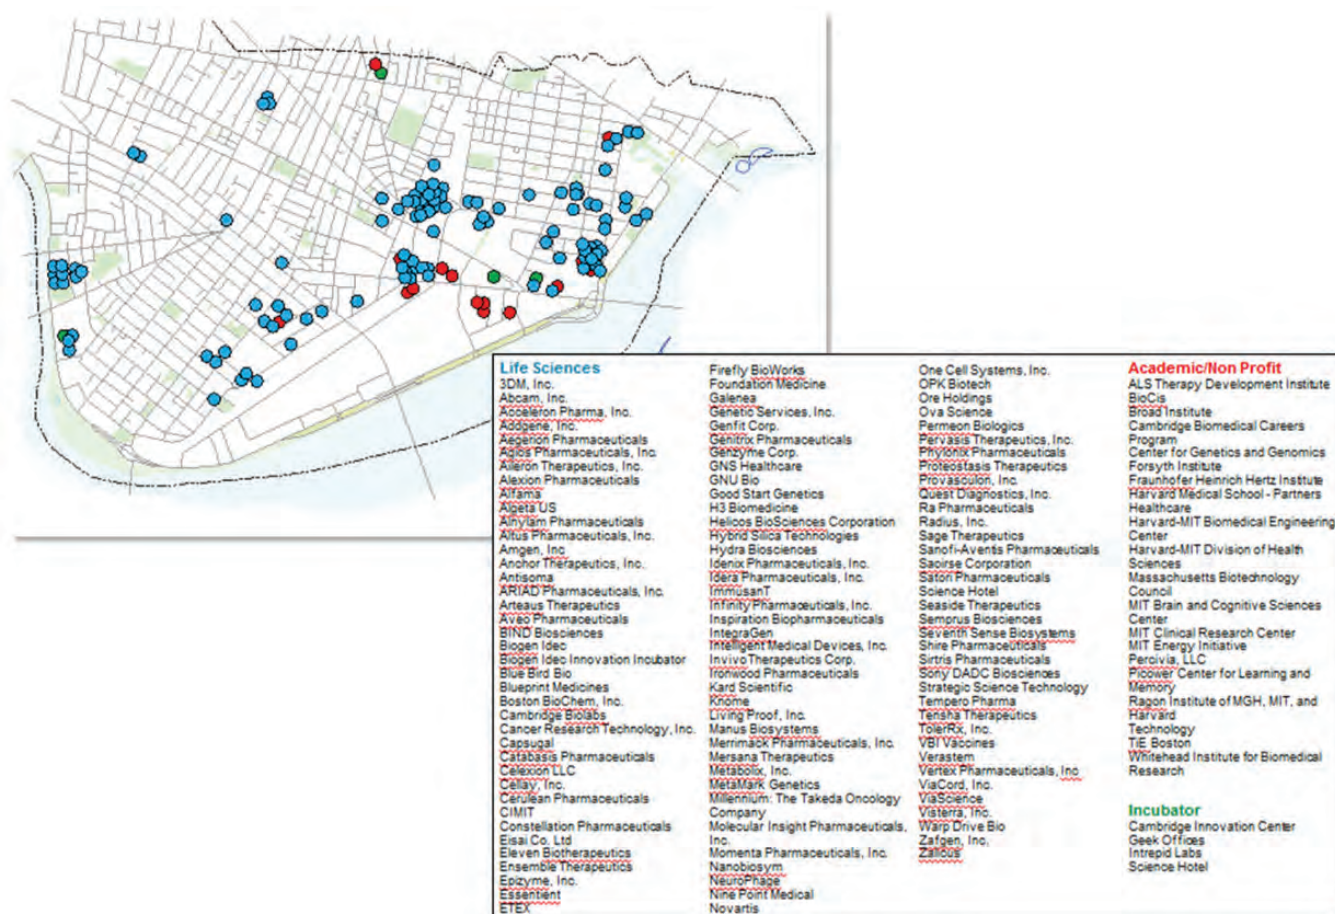 Life Sciences
3DM, Inc.
Abcam, Inc.
Acceleron Pharma, Inc.
Addgene, Inc.
Aegerion Pharmaceuticals
Agios Pharmaceuticals, Inc.
Aileron Therapeutics, Inc.
Alexion Pharmaceuticals
Alfama
Algeta US
Alnylam Pharmaceuticals
Altus Pharmaceuticals, Inc.
Amgen, Inc
Anchor Therapeutics, Inc.
Antisoma
ARIAD Pharmaceuticals, Inc.
Arteaus Therapeutics
Aveo Pharmaceuticals
BIND Biosciences
Biogen Idec
Biogen Idec Innovation Incubator
Blue Bird Bio
Blueprint Medicines
Boston BioChem, Inc.
Cambridge Biolabs
Cancer Research Technology, Inc.
Capsugal
Catabasis Pharmaceuticals
Celexion LLC
Cellay, Inc.
Cerulean Pharmaceuticals
CIMIT
Constellation Pharmaceuticals
Eisai Co. Ltd
Eleven Biotherapeutics
Ensemble Therapeutics
Epizyme, Inc.
Essentient
ETEX
Firefly BioWorks
Foundation Medicine
Galenea
Genetic Services, Inc.
Genfit Corp.
Genitrix Pharmaceuticals
Genzyme Corp.
GNS Healthcare
GNU Bio
Good Start Genetics
H3 Biomedicine
Helicos BioSciences Corporation
Hybrid Silica Technologies
Hydra Biosciences
Idenix Pharmaceuticals, Inc.
Idera Pharmaceuticals, Inc.
ImmusanT
Infinity Pharmaceuticals, Inc.
Inspiration Biopharmaceuticals
IntegraGen
Intelligent Medical Devices, Inc.
Invivo Therapeutics Corp.
Ironwood Pharmaceuticals
Kard Scientific
Knome
Living Proof, Inc.
Manus Biosystems
Merrimack Pharmaceuticals, Inc.
Mersana Therapeutics
Metabolix, Inc.
MetaMark Genetics
Millennium: The Takeda Oncology
Company
Molecular Insight Pharmaceuticals,
Inc.
Momenta Pharmaceuticals, Inc.
Nanobiosym
NeuroPhage
Nine Point Medical
Novartis
One Cell Systems, Inc.
OPK Biotech
Ore Holdings
Ova Science
Permeon Biologics
Pervasis Therapeutics, Inc.
Phylonix Pharmaceuticals
Proteostasis Therapeutics
Provasculon, Inc.
Quest Diagnostics, Inc.
Ra Pharmaceuticals
Radius, Inc.
Sage Therapeutics
Sanofi-Aventis Pharmaceuticals
Saoirse Corporation
Satori Pharmaceuticals
Science Hotel
Seaside Therapeutics
Semprus Biosciences
Seventh Sense Biosystems
Shire Pharmaceuticals
Sirtris Pharmaceuticals
Sony DADC Biosciences
Strategic Science Technology
Tempero Pharma
Tensha Therapeutics
TolerRx, Inc.
VBI Vaccines
Verastem
Vertex Pharmaceuticals, Inc
ViaCord, Inc.
ViaScience
Visterra, Inc.
Warp Drive Bio
Zafgen, Inc.
Zalicus
Academic/Non Profit
ALS Therapy Development Institute
BioCis
Broad Institute
Cambridge Biomedical Careers
Program
Center for Genetics and Genomics
Forsyth Institute
Fraunhofer Heinrich Hertz Institute
Harvard Medical School - Partners
Healthcare
Harvard-MIT Biomedical Engineering
Center
Harvard-MIT Division of Health
Sciences
Massachusetts Biotechnology
Council
MIT Brain and Cognitive Sciences
Center
MIT Clinical Research Center
MIT Energy Initiative
Percivia, LLC
Picower Center for Learning and
Memory
Ragon Institute of MGH, MIT, and
Harvard
Technology
TiE Boston
Whitehead Institute for Biomedical
Research
Incubator
Cambridge Innovation Center
Geek Offices
Intrepid Labs
Science Hotel